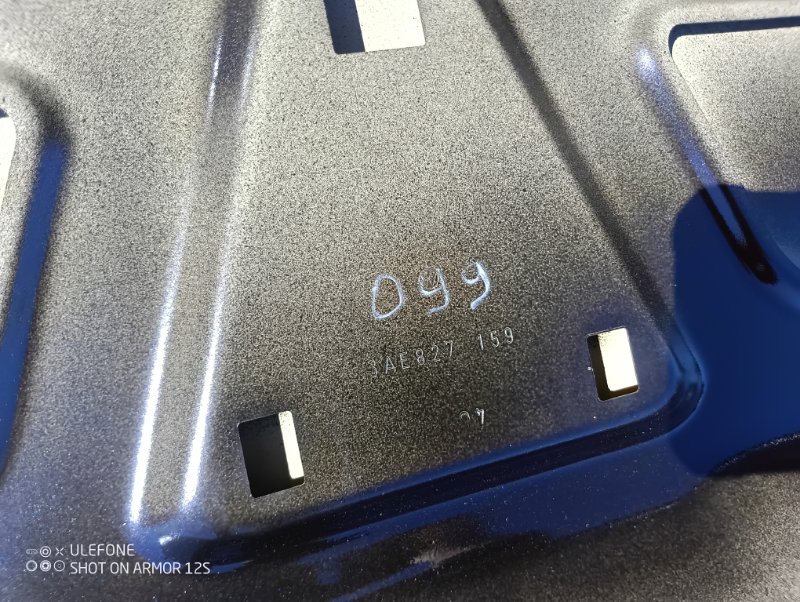 099
3AE827 159
ULEFONE
SHOT ON ARMOR 12S